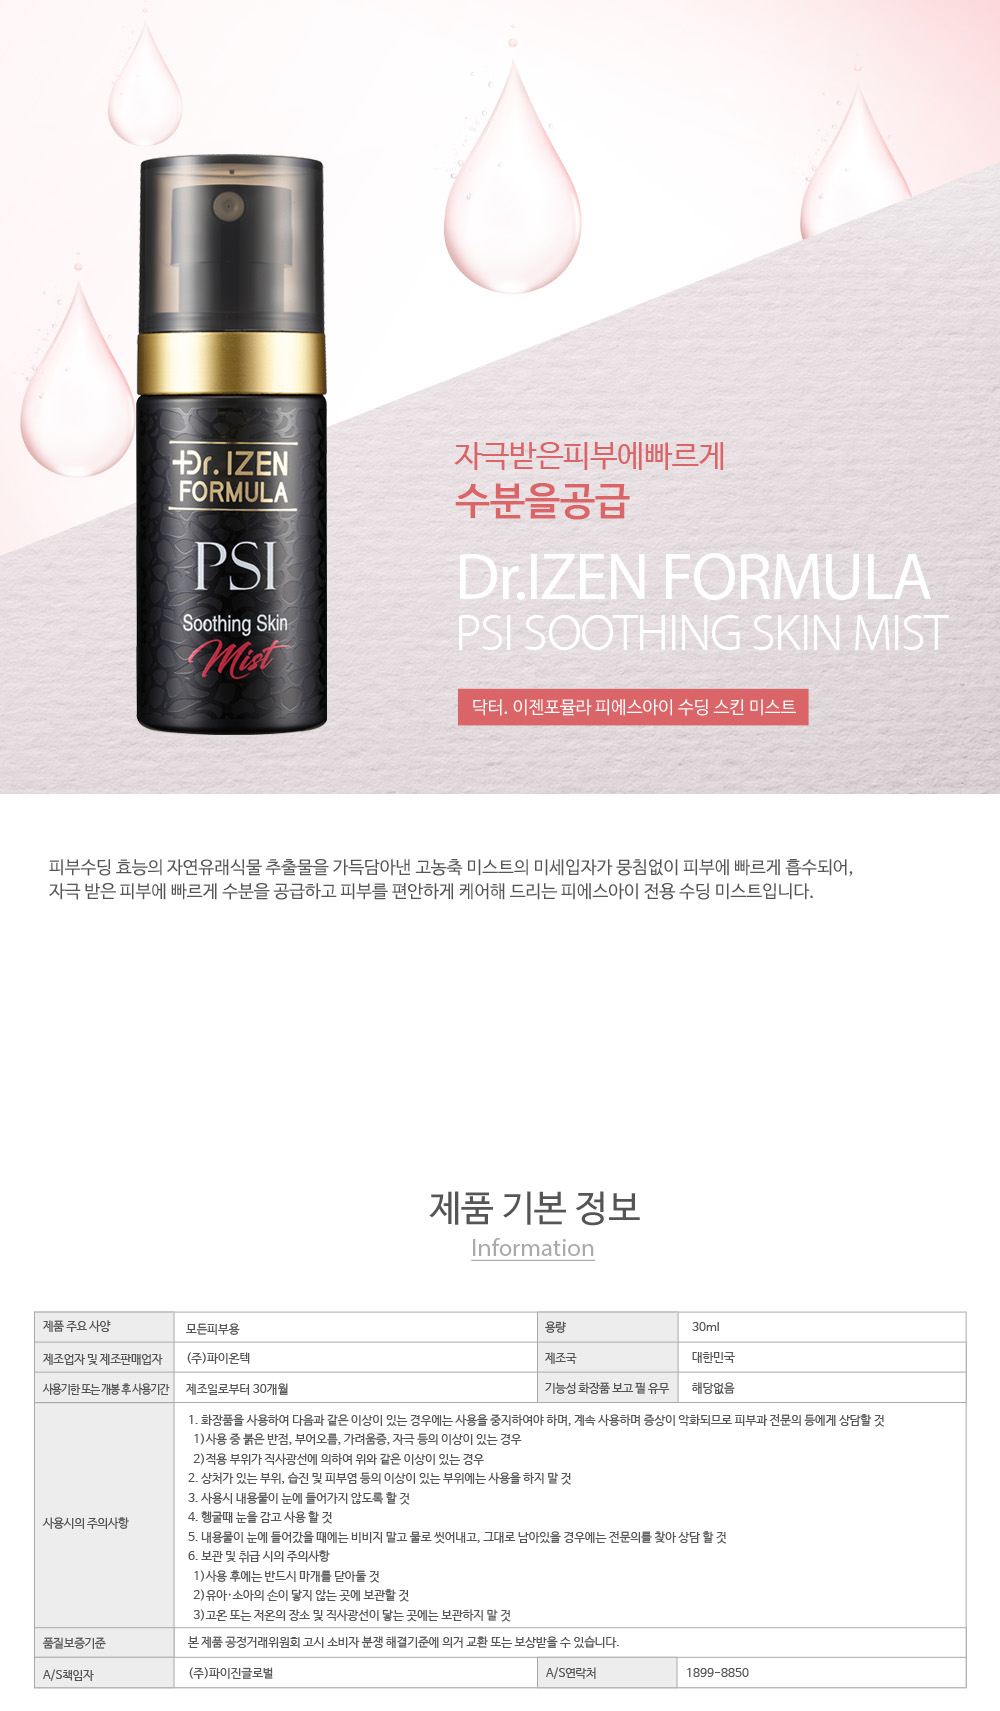 Dr. IZEN
FORMULA
PSI
Soothing Skin
Mist
자극받은피부에빠르게
수분을공급
Dr.IZEN FORMULA
PSI SOOTHING SKIN MIST
닥터. 이젠포뮬라 피에스아이 수딩 스킨 미스트
피부수딩 효능의 자연유래식물 추출물을 가득담아낸 고농축 미스트의 미세입자가 뭉침없이 피부에 빠르게 흡수되어,
자극 받은 피부에 빠르게 수분을 공급하고 피부를 편안하게 케어해 드리는 피에스아이 전용 수딩 미스트입니다.
제품 기본 정보
Information
제품 주요 사양 모든피부용 용량 30ml
제조업자 및 제조판매업자 (주)파이온텍 제조국 대한민국
사용기한 또는 개봉 후 사용기간 제조일로부터 30개월 기능성 화장품 보고 필 유무 해당없음
사용시의 주의사항
1. 화장품을 사용하여 다음과 같은 이상이 있는 경우에는 사용을 중지하여야 하며, 계속 사용하며 증상이 악화되므로 피부과 전문의 등에게 상담할 것
1)사용 중 붉은 반점, 부어오름, 가려움증, 자극 등의 이상이 있는 경우
2)적용 부위가 직사광선에 의하여 위와 같은 이상이 있는 경우
2. 상처가 있는 부위, 습진 및 피부염 등의 이상이 있는 부위에는 사용을 하지 말 것
3. 사용시 내용물이 눈에 들어가지 않도록 할 것
4. 헹굴때 눈을 감고 사용 할 것
5. 내용물이 눈에 들어갔을 때에는 비비지 말고 물로 씻어내고, 그대로 남아있을 경우에는 전문의를 찾아 상담 할 것
6. 보관 및 취급 시의 주의사항
1)사용 후에는 반드시 마개를 닫아둘 것
2)유아·소아의 손이 닿지 않는 곳에 보관할 것
3)고온 또는 저온의 장소 및 직사광선이 닿는 곳에는 보관하지 말 것
품질보증기준 본 제품 공정거래위원회 고시 소비자 분쟁 해결기준에 의거 교환 또는 보상받을 수 있습니다.
A/S책임자 (주)파이진글로벌 A/S연락처 1899-8850